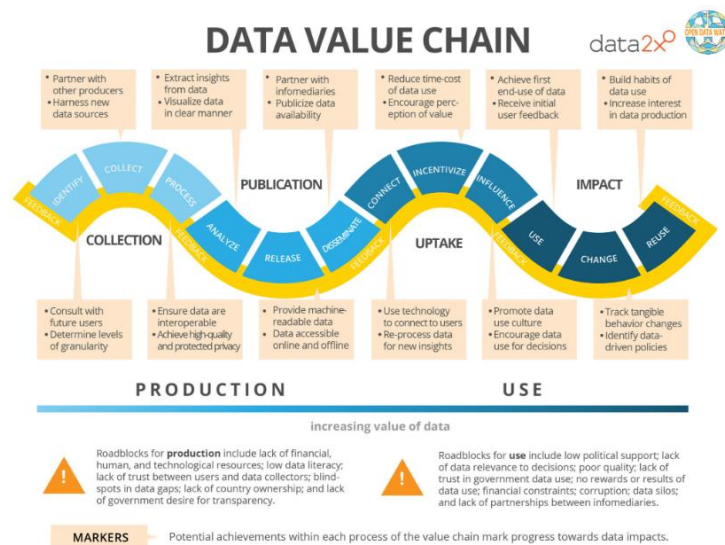 DATA VALUE CHAIN
data2x
OPEN DATA WATCH
• Partner with
other producers
• Harness new
data sources
• Extract insights
from data
• Visualize data
in clear manner
• Partner with
infomediaries
• Publicize data
availability
• Reduce time-cost
of data use
• Encourage perc-
eption of value
• Achieve first
end-use of data
• Receive initial
user feedback
• Build habits of
data use
• Increase interest
in data production
FEEDBACK
IDENTIFY
COLLECT
PROCESS
COLLECTION
FEEDBACK
ANALYZE
RELEASE
DISSEMINATE
PUBLICATION
FEEDBACK
CONNECT
INCENTIVIZE
INFLUENCE
UPTAKE
FEEDBACK
USE
CHANGE
REUSE
IMPACT
FEEDBACK
• Consult with
future users
• Determine levels
of granularity
• Ensure data are
interoperable
• Achieve high-quality
and protected privacy
• Provide machine-
readable data
• Data accessible
online and offline
• Use technology
to connect to users
• Re-process data
for new insights
• Promote data
use culture
• Encourage data
use for decisions
• Track tangible
behavior changes
• Identify data-
driven policies
PRODUCTION
USE
increasing value of data
Roadblocks for production include lack of financial,
human, and technological resources; low data literacy;
lack of trust between users and data collectors; blind-
spots in data gaps; lack of country ownership; and lack
of government desire for transparency.
Roadblocks for use include low political support; lack
of data relevance to decisions; poor quality; lack of
trust in government data use; no rewards or results of
data use; financial constraints; corruption; data silos;
and lack of partnerships between infomediaries.
MARKERS
Potential achievements within each process of the value chain mark progress towards data impacts.